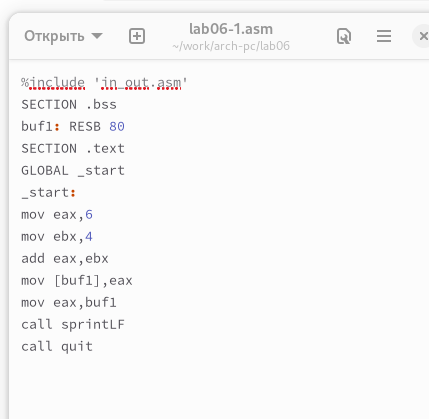 Открыть
lab06-1.asm
~/work/arch-pc/lab06
%include 'in_out.asm'
SECTION .bss
buf1: RESB 80
SECTION .text
GLOBAL _start
_start:
mov eax,6
mov ebx,4
add eax,ebx
mov [buf1],eax
mov eax,buf1
call sprintLF
call quit